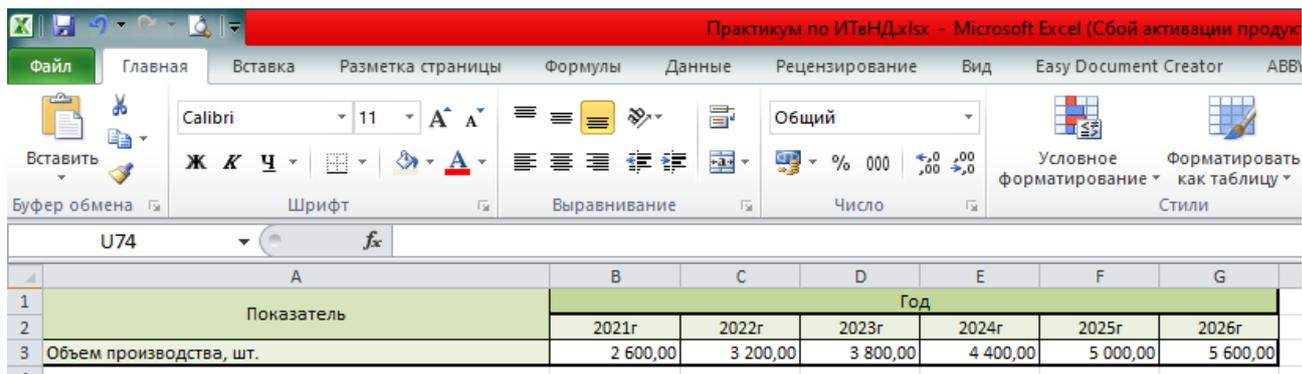 Практикум по ИТвНД.xlsx - Microsoft Excel (Сбой активации продук
Файл Главная Вставка Разметка страницы Формулы Данные Рецензирование Вид Easy Document Creator ABBY
Calibri 11 Общий
Вставить Ж К Ч % 000 Условное форматирование Форматировать как таблицу
Буфер обмена Шрифт Выравнивание Число Стили
U74 fx
A B C D E F G
1 Показатель Год
2 2021г 2022г 2023г 2024г 2025г 2026г
3 Объем производства, шт. 2 600,00 3 200,00 3 800,00 4 400,00 5 000,00 5 600,00